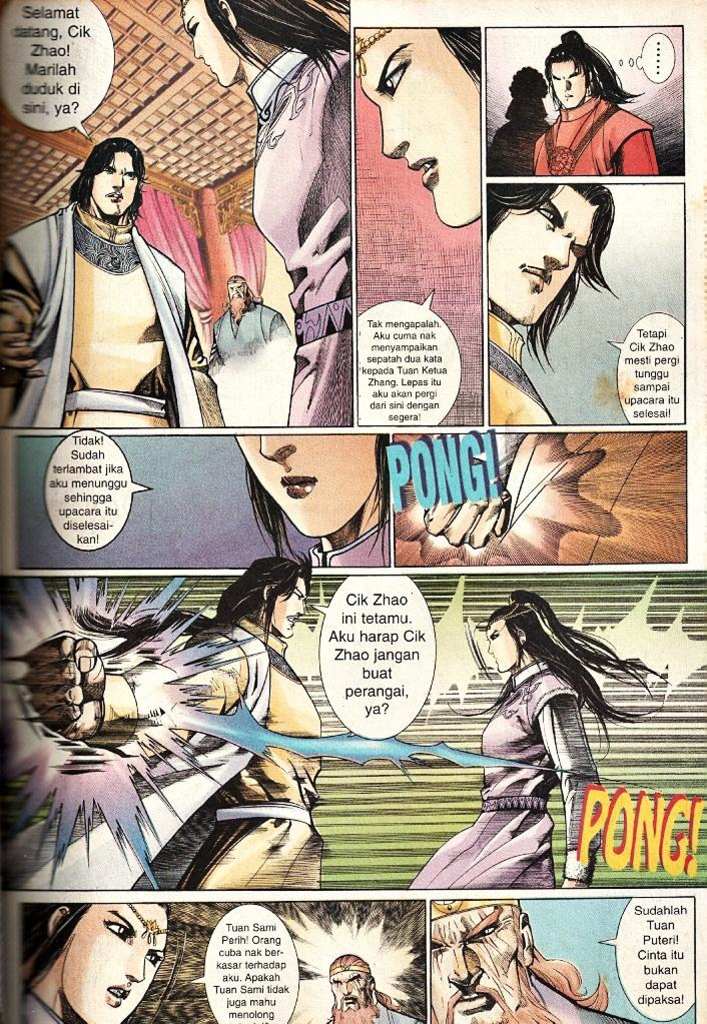 Selamat
datang, Cik
Zhao!
Marilah
duduk di
sini, ya?
......
Tak mengapalah.
Aku cuma nak
menyampaikan
sepatah dua kata
kepada Tuan Ketua
Zhang. Lepas itu
aku akan pergi
dari sini dengan
segera!
Tetapi
Cik Zhao
mesti pergi
tunggu
sampai
upacara itu
selesai!
Tidak!
Sudah
terlambat jika
aku menunggu
sehingga
upacara itu
diselesai-
kan!
PONG!
Cik Zhao
ini tetamu.
Aku harap Cik
Zhao jangan
buat
perangai,
ya?
PONG!
Tuan Sami
Perih! Orang
cuba nak ber-
kasar terhadap
aku. Apakah
Tuan Sami tidak
juga mahu
menolong
Sudahlah
Tuan
Puteri!
Cinta itu
bukan
dapat
dipaksa!